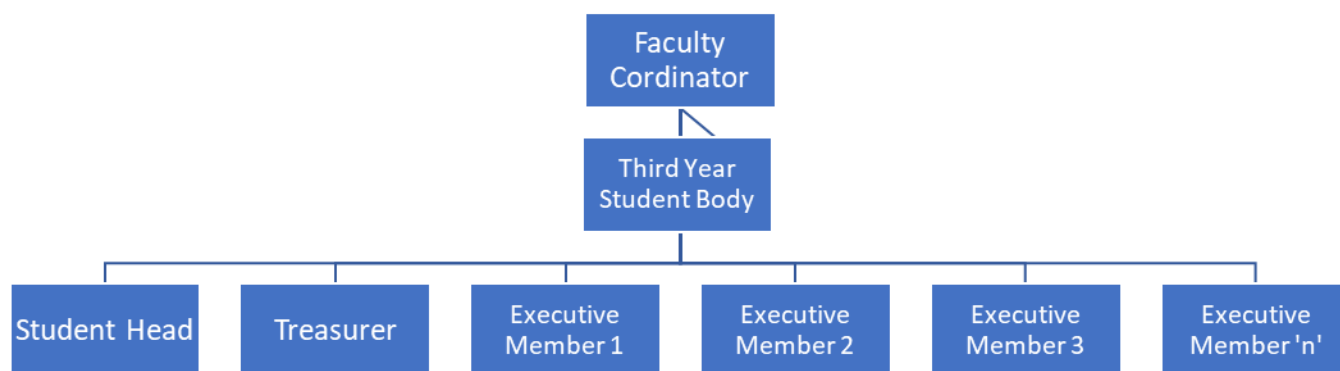 Faculty
Cordinator
Third Year
Student Body
Student Head
Treasurer
Executive
Member 1
Executive
Member 2
Executive
Member 3
Executive
Member 'n'